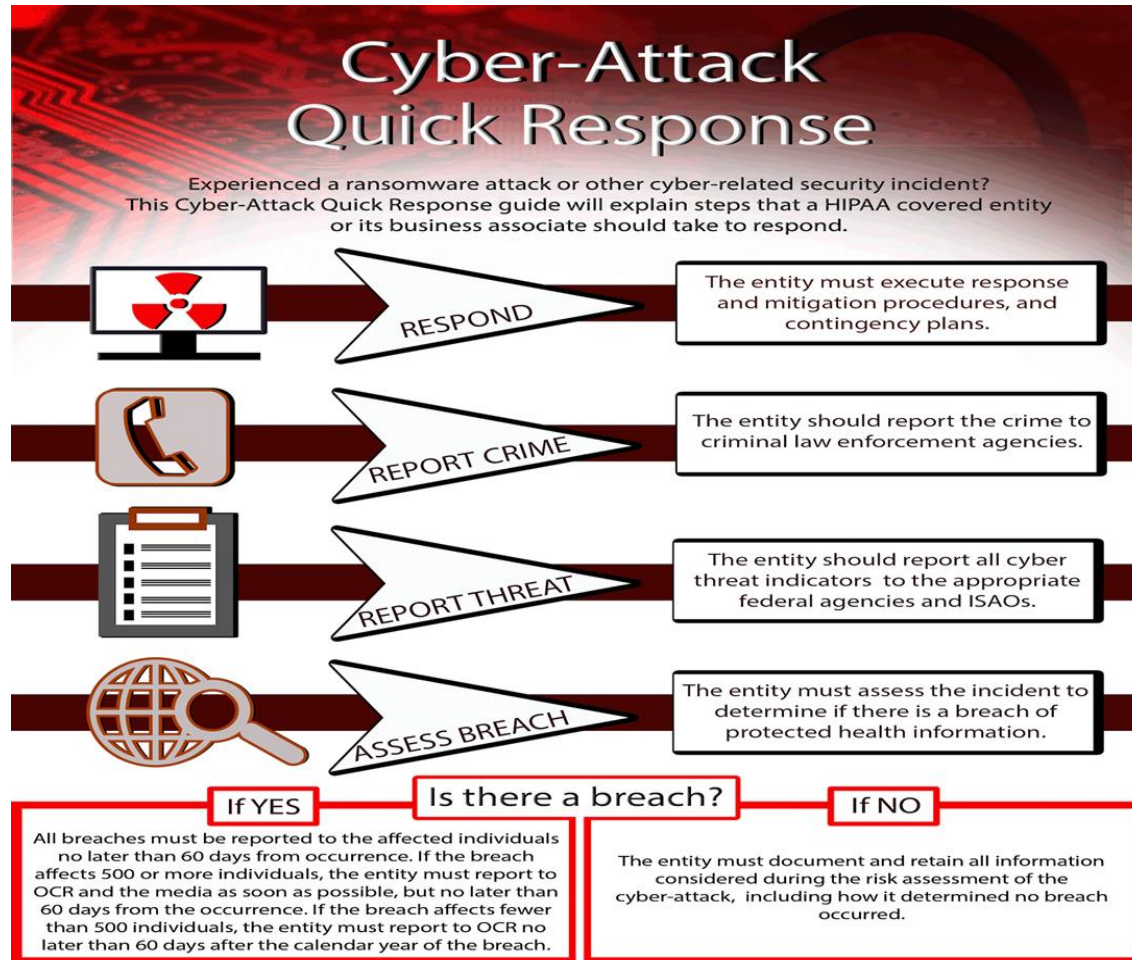 Cyber-Attack
Quick Response
Experienced a ransomware attack or other cyber-related security incident?
This Cyber-Attack Quick Response guide will explain steps that a HIPAA covered entity
or its business associate should take to respond.
RESPOND
The entity must execute response
and mitigation procedures, and
contingency plans.
REPORT CRIME
The entity should report the crime to
criminal law enforcement agencies.
REPORT THREAT
The entity should report all cyber
threat indicators to the appropriate
federal agencies and ISAOs.
ASSESS BREACH
The entity must assess the incident to
determine if there is a breach of
protected health information.
Is there a breach?
If YES
All breaches must be reported to the affected individuals
no later than 60 days from occurrence. If the breach
affects 500 or more individuals, the entity must report to
OCR and the media as soon as possible, but no later than
60 days from the occurrence. If the breach affects fewer
than 500 individuals, the entity must report to OCR no
later than 60 days after the calendar year of the breach.
If NO
The entity must document and retain all information
considered during the risk assessment of the
cyber-attack, including how it determined no breach
occurred.